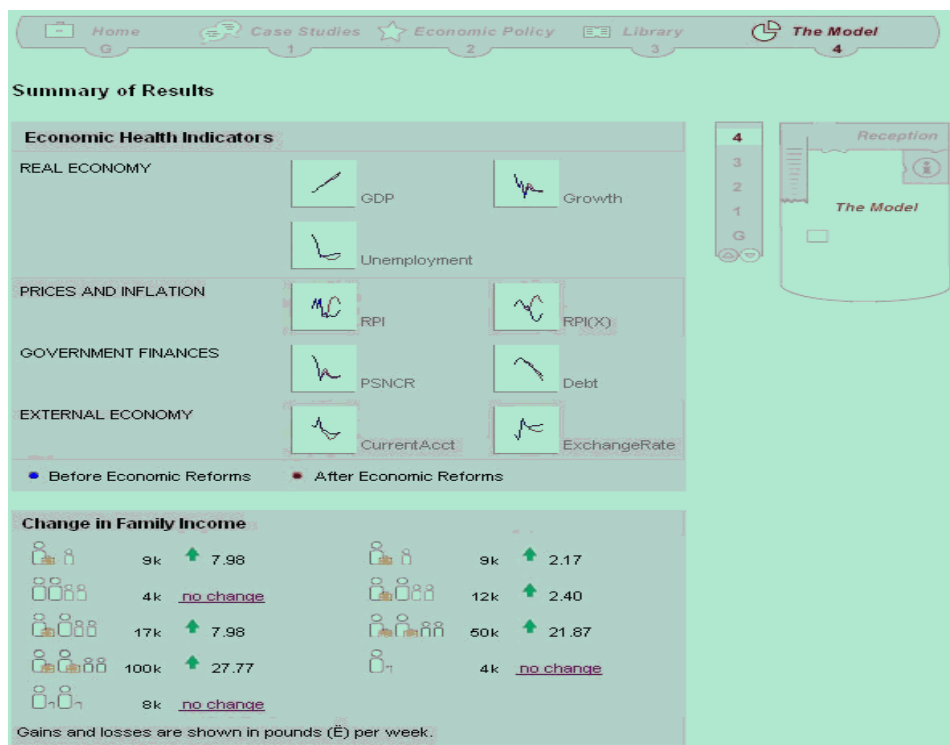 Home Case Studies Economic Policy Library The Model
G 1 2 3 4
Summary of Results
Economic Health Indicators
REAL ECONOMY
GDP Growth
Unemployment
PRICES AND INFLATION
RPI RPI(X)
GOVERNMENT FINANCES
PSNCR Debt
EXTERNAL ECONOMY
CurrentAcct ExchangeRate
Before Economic Reforms After Economic Reforms
4 Reception
3
2
1 The Model
G
Change in Family Income
9k 7.98 9k 2.17
4k no change 12k 2.40
17k 7.98 50k 21.87
100k 27.77 4k no change
8k no change
Gains and losses are shown in pounds (Ë) per week.